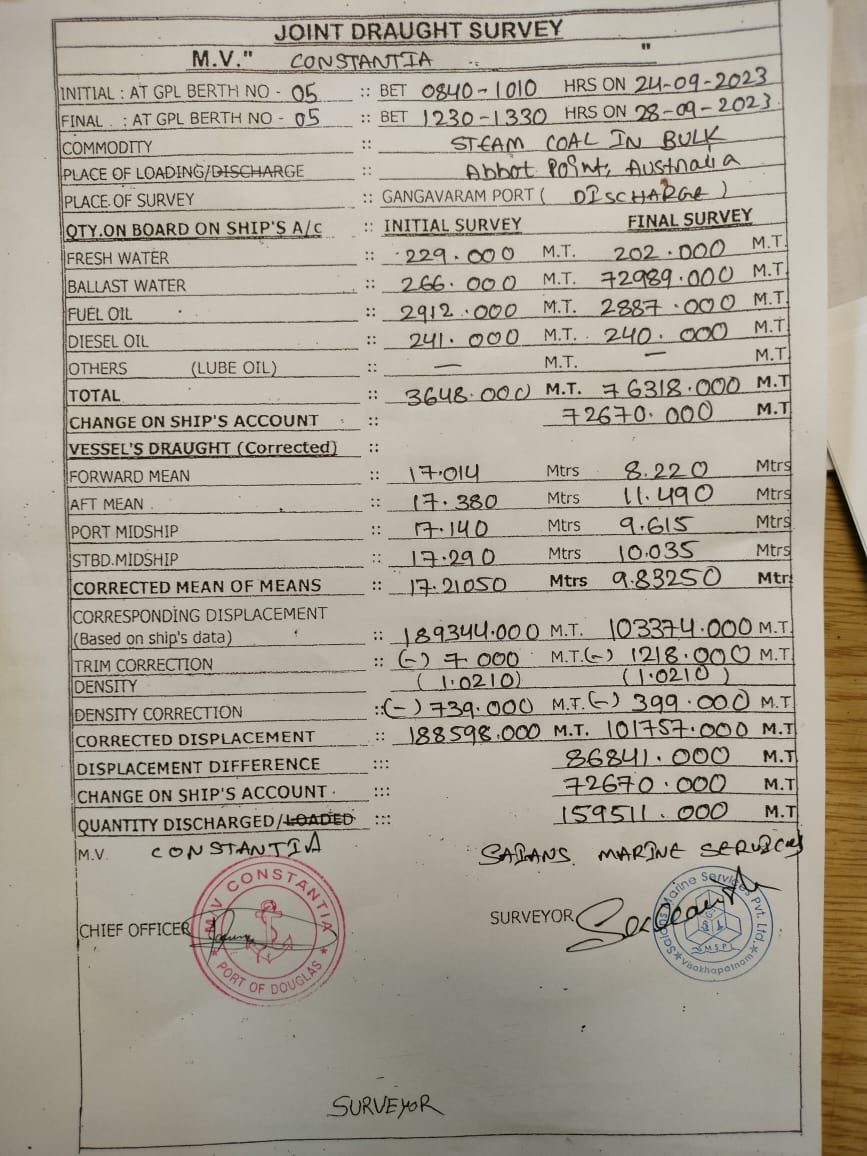 JOINT DRAUGHT SURVEY
M.V." CONSTANTIA "
INITIAL : AT GPL BERTH NO - 05 :: BET 0840-1010 HRS ON 24-09-2023
FINAL : AT GPL BERTH NO - 05 :: BET 1230-1330 HRS ON 28-09-2023
COMMODITY :: STEAM COAL IN BULK
PLACE OF LOADING/DISCHARGE :: Abbot Point, Australia
PLACE OF SURVEY :: GANGAVARAM PORT ( DISCHARGE )
QTY.ON BOARD ON SHIP'S A/C :: INITIAL SURVEY FINAL SURVEY
FRESH WATER :: 229.000 M.T. 202.000 M.T.
BALLAST WATER :: 266.000 M.T. 72989.000 M.T.
FUEL OIL :: 2912.000 M.T. 2887.000 M.T.
DIESEL OIL :: 241.000 M.T. 240.000 M.T.
OTHERS (LUBE OIL) :: — M.T. — M.T.
TOTAL :: 3648.000 M.T. 76318.000 M.T
CHANGE ON SHIP'S ACCOUNT :: 72670.000 M.T
VESSEL'S DRAUGHT (Corrected) ::
FORWARD MEAN :: 17.014 Mtrs 8.220 Mtrs
AFT MEAN :: 17.380 Mtrs 11.490 Mtrs
PORT MIDSHIP :: 17.140 Mtrs 9.615 Mtrs
STBD.MIDSHIP :: 17.290 Mtrs 10.035 Mtrs
CORRECTED MEAN OF MEANS :: 17.21050 Mtrs 9.83250 Mtr
CORRESPONDING DISPLACEMENT
(Based on ship's data) :: 189344.000 M.T. 103374.000 M.T.
TRIM CORRECTION :: (-) 7.000 M.T. (-) 1218.000 M.T
DENSITY (1.0210) (1.0210)
DENSITY CORRECTION :: (-) 739.000 M.T. (-) 399.000 M.T
CORRECTED DISPLACEMENT :: 188598.000 M.T. 101757.000 M.T
DISPLACEMENT DIFFERENCE ::: 86841.000 M.T
CHANGE ON SHIP'S ACCOUNT ::: 72670.000 M.T
QUANTITY DISCHARGED/LOADED ::: 159511.000 M.T
M.V. CONSTANTIA SAIANS MARINE SERVICES
CHIEF OFFICER SURVEYOR
M.V CONSTANTIA
PORT OF DOUGLAS
Saians Marine Services Pvt. Ltd.
Visakhapatnam
MSPL
SURVEYOR